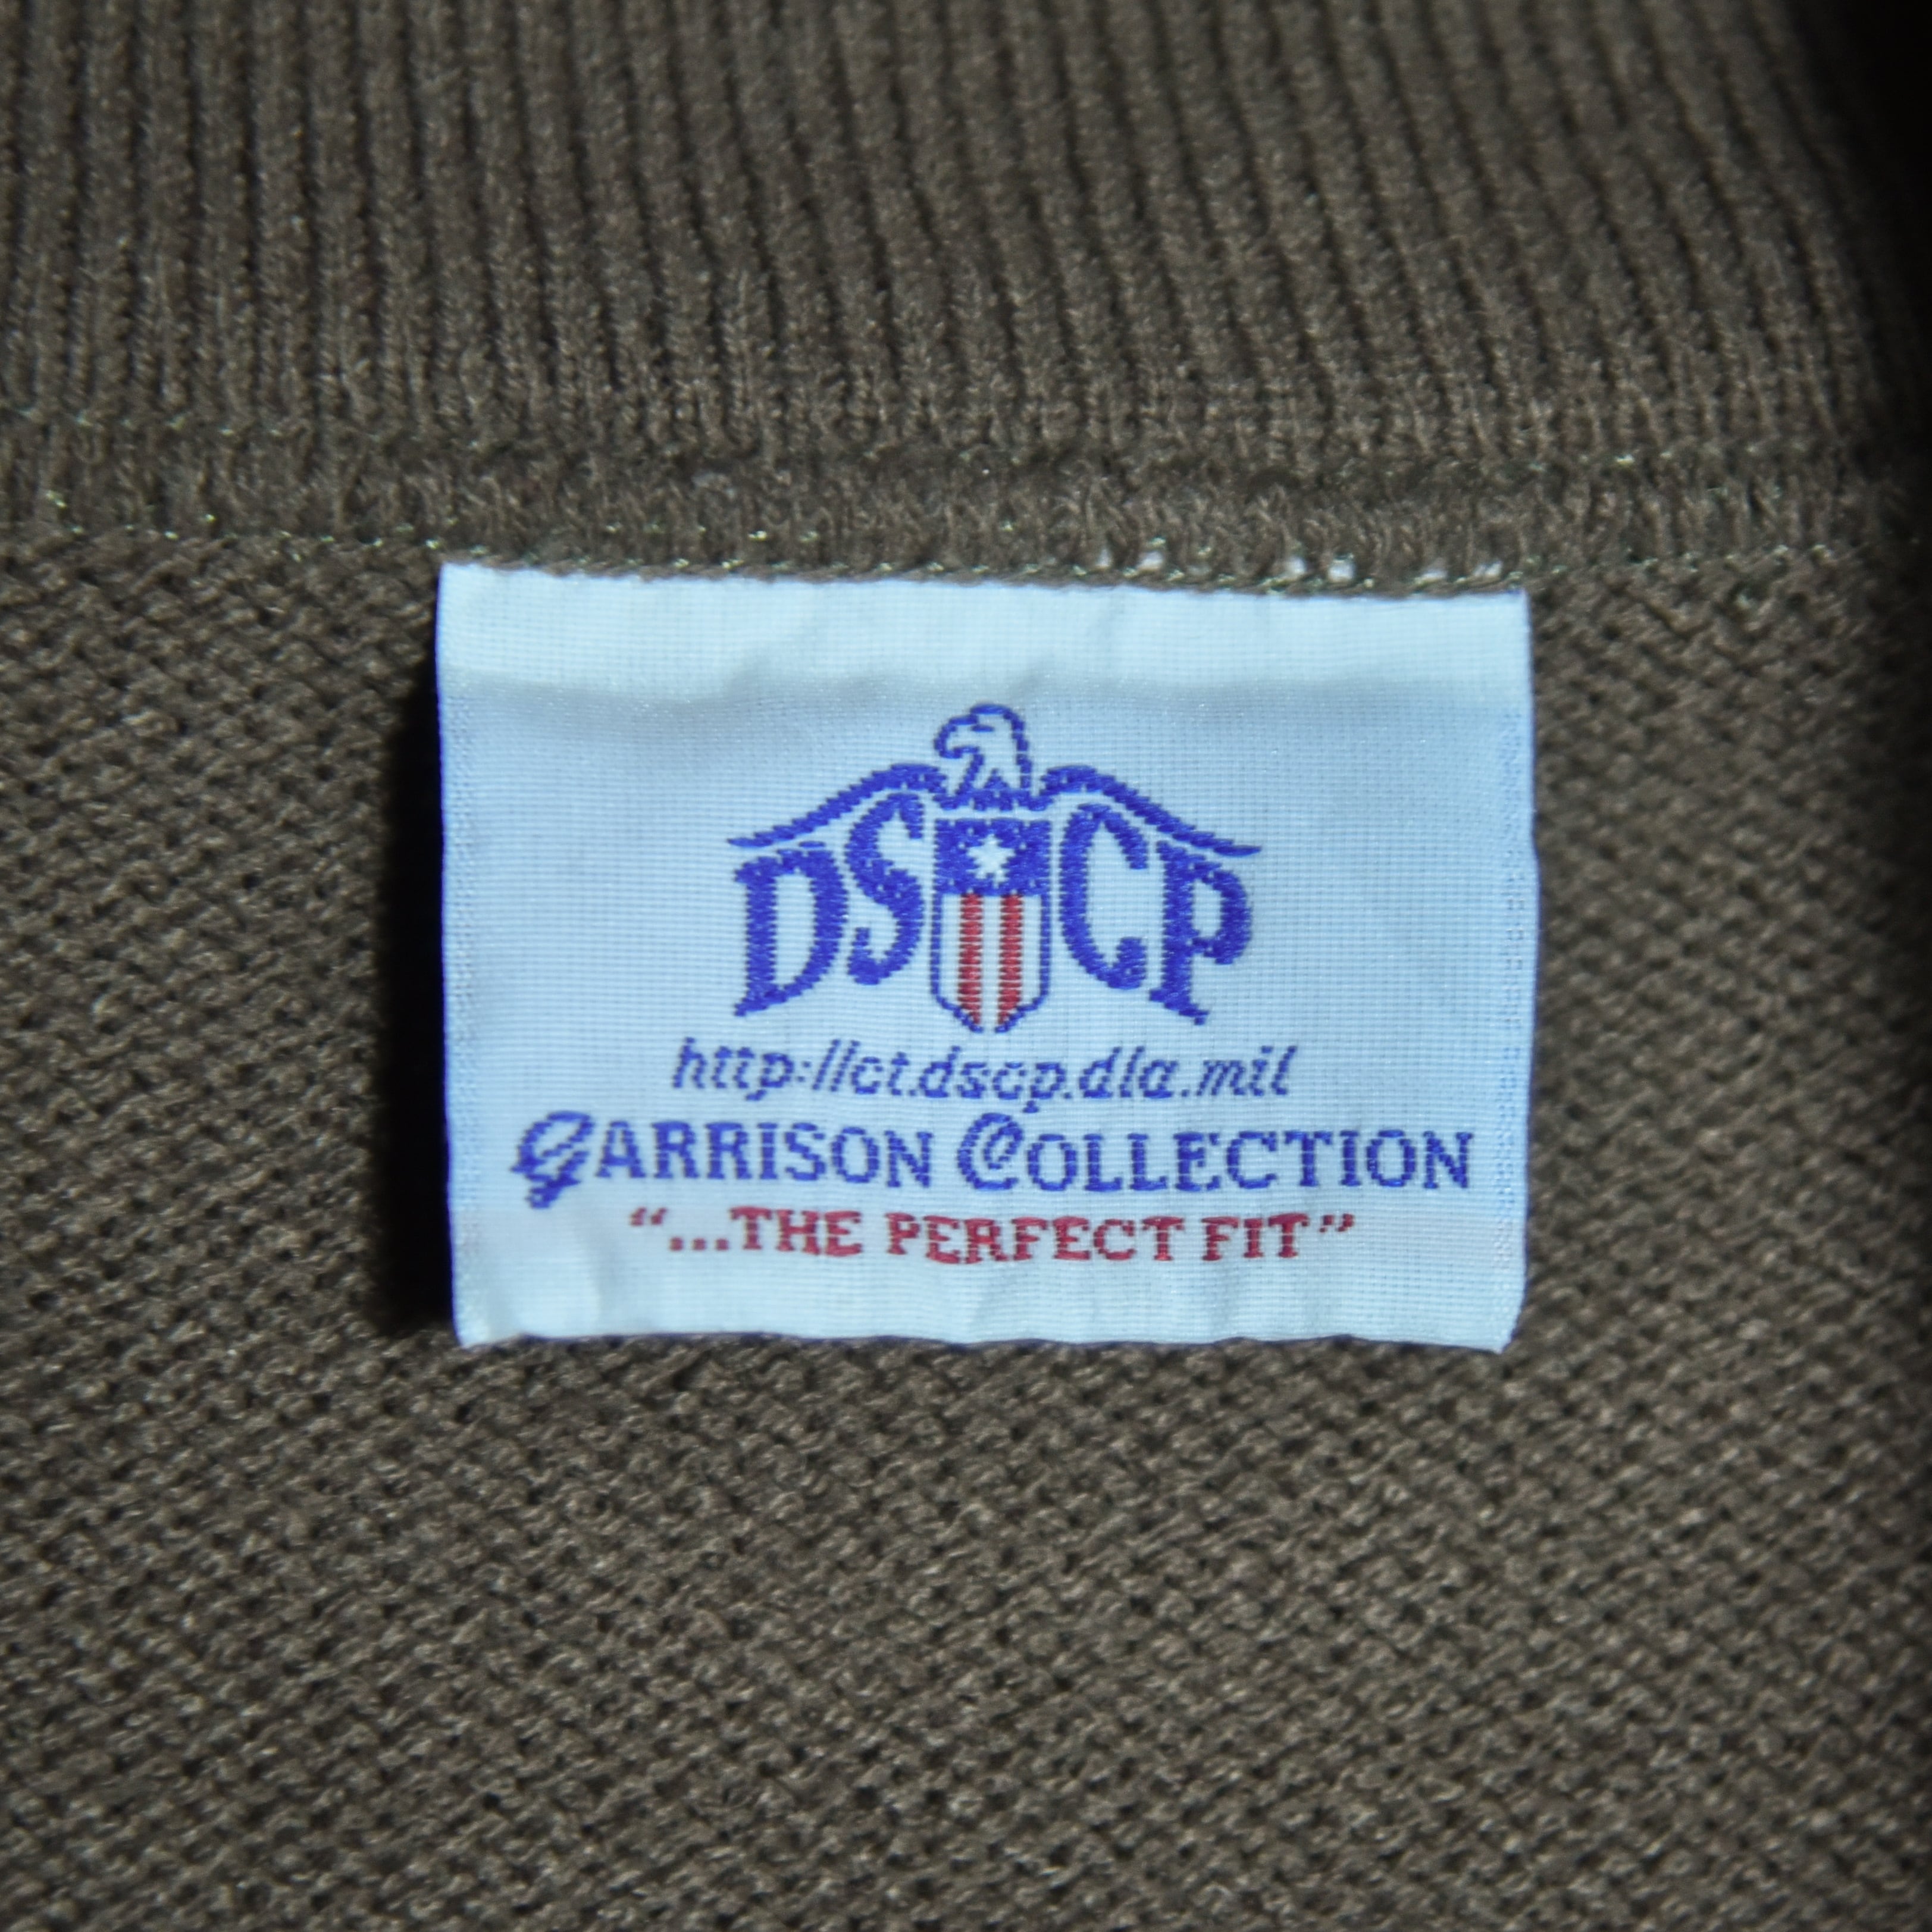 DSCP
http://ct.dscp.dla.mil
GARRISON COLLECTION
“...THE PERFECT FIT”